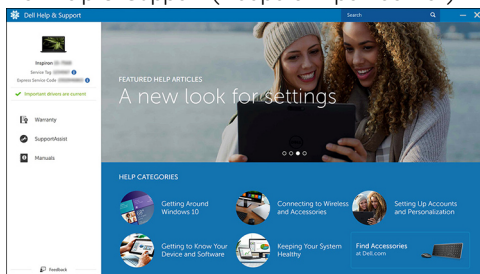 Dell Help & Support
Search
Inspiron
Service Tag
Express Service Code
Important drivers are current
Warranty
SupportAssist
Manuals
Feedback
FEATURED HELP ARTICLES
A new look for settings
HELP CATEGORIES
Getting Around
Windows 10
Connecting to Wireless
and Accessories
Setting Up Accounts
and Personalization
Getting to Know Your
Device and Software
Keeping Your System
Healthy
Find Accessories
at Dell.com